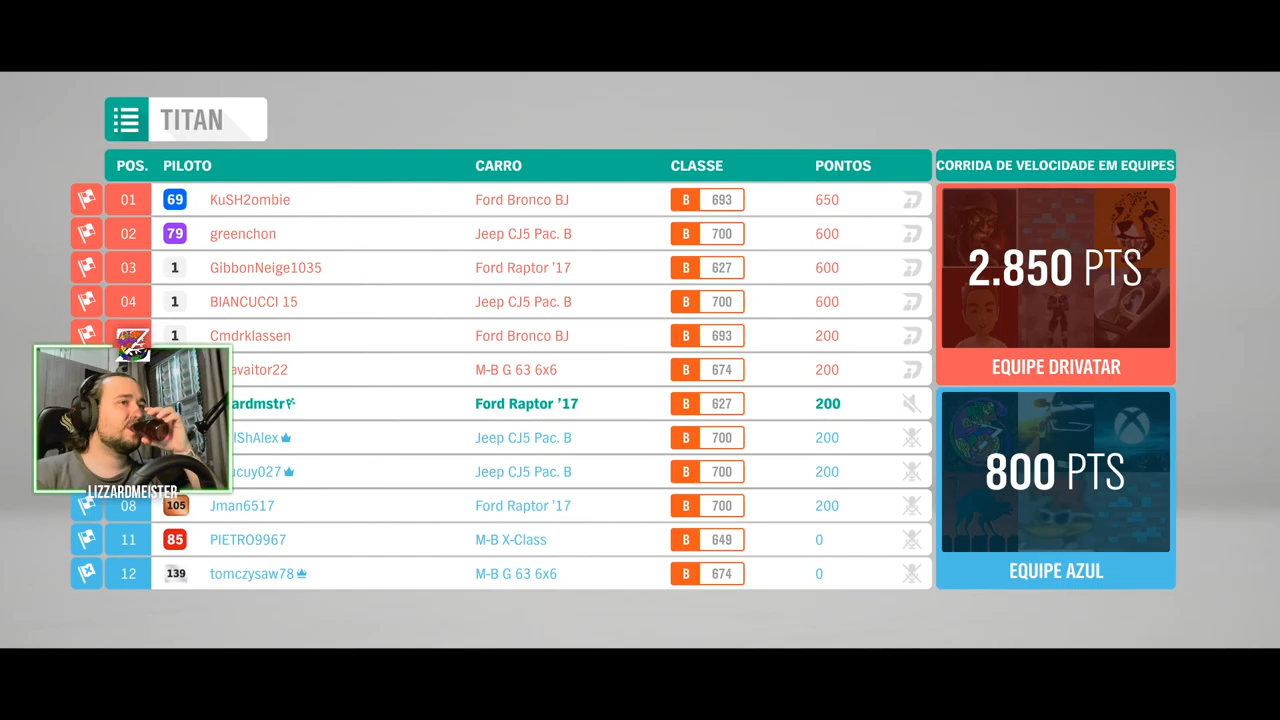 TITAN
POS. PILOTO CARRO CLASSE PONTOS
01 69 KuSH2ombie Ford Bronco BJ B 693 650
02 79 greenchon Jeep CJ5 Pac. B B 700 600
03 1 GibbonNeige1035 Ford Raptor '17 B 627 600
04 1 BIANCUCCI 15 Jeep CJ5 Pac. B B 700 600
1 Cmdrklassen Ford Bronco BJ B 693 200
avaitor22 M-B G 63 6x6 B 674 200
ardmstr Ford Raptor '17 B 627 200
IShAlex Jeep CJ5 Pac. B B 700 200
ucuy027 Jeep CJ5 Pac. B B 700 200
08 105 Jman6517 Ford Raptor '17 B 700 200
11 85 PIETRO9967 M-B X-Class B 649 0
12 139 tomczysaw78 M-B G 63 6x6 B 674 0
CORRIDA DE VELOCIDADE EM EQUIPES
2.850 PTS
EQUIPE DRIVATAR
800 PTS
EQUIPE AZUL
LIZZARDMEISTER